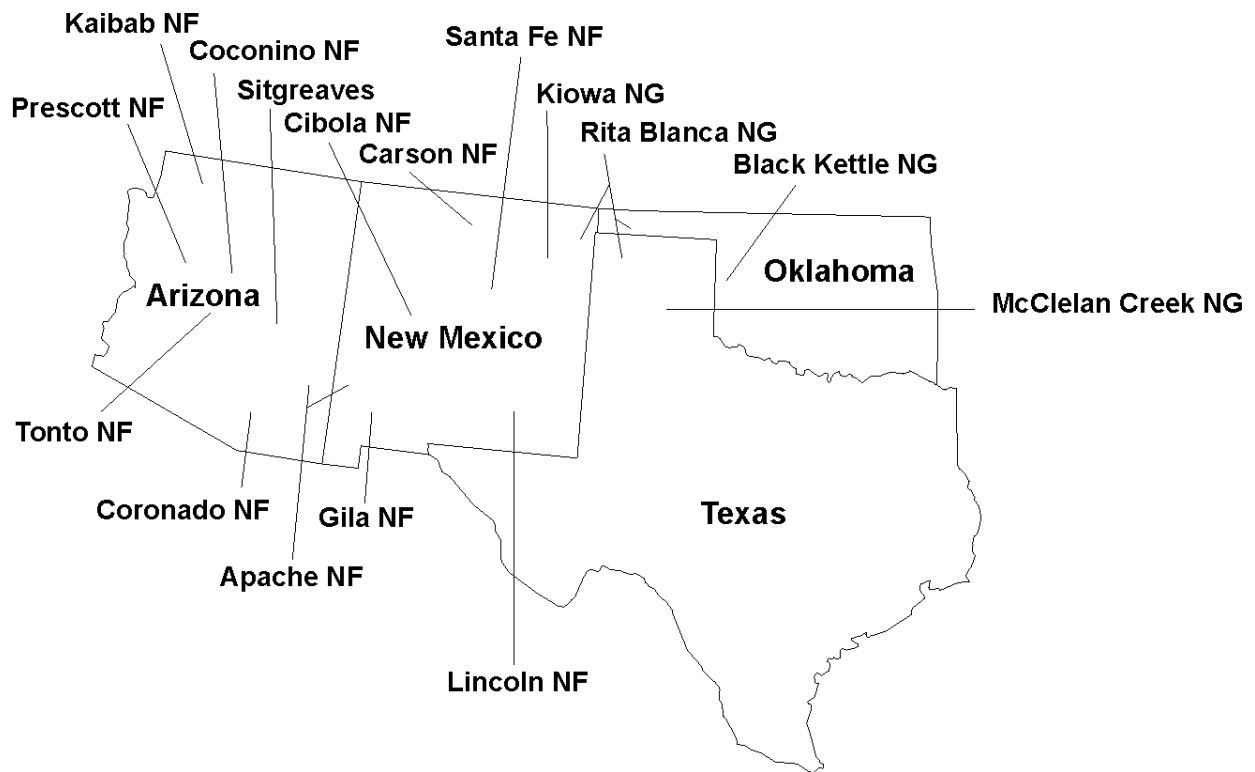 Kaibab NF
Santa Fe NF
Coconino NF
Sitgreaves
Kiowa NG
Prescott NF
Cibola NF
Rita Blanca NG
Carson NF
Black Kettle NG
Oklahoma
Arizona
McClelan Creek NG
New Mexico
Tonto NF
Coronado NF
Gila NF
Texas
Apache NF
Lincoln NF